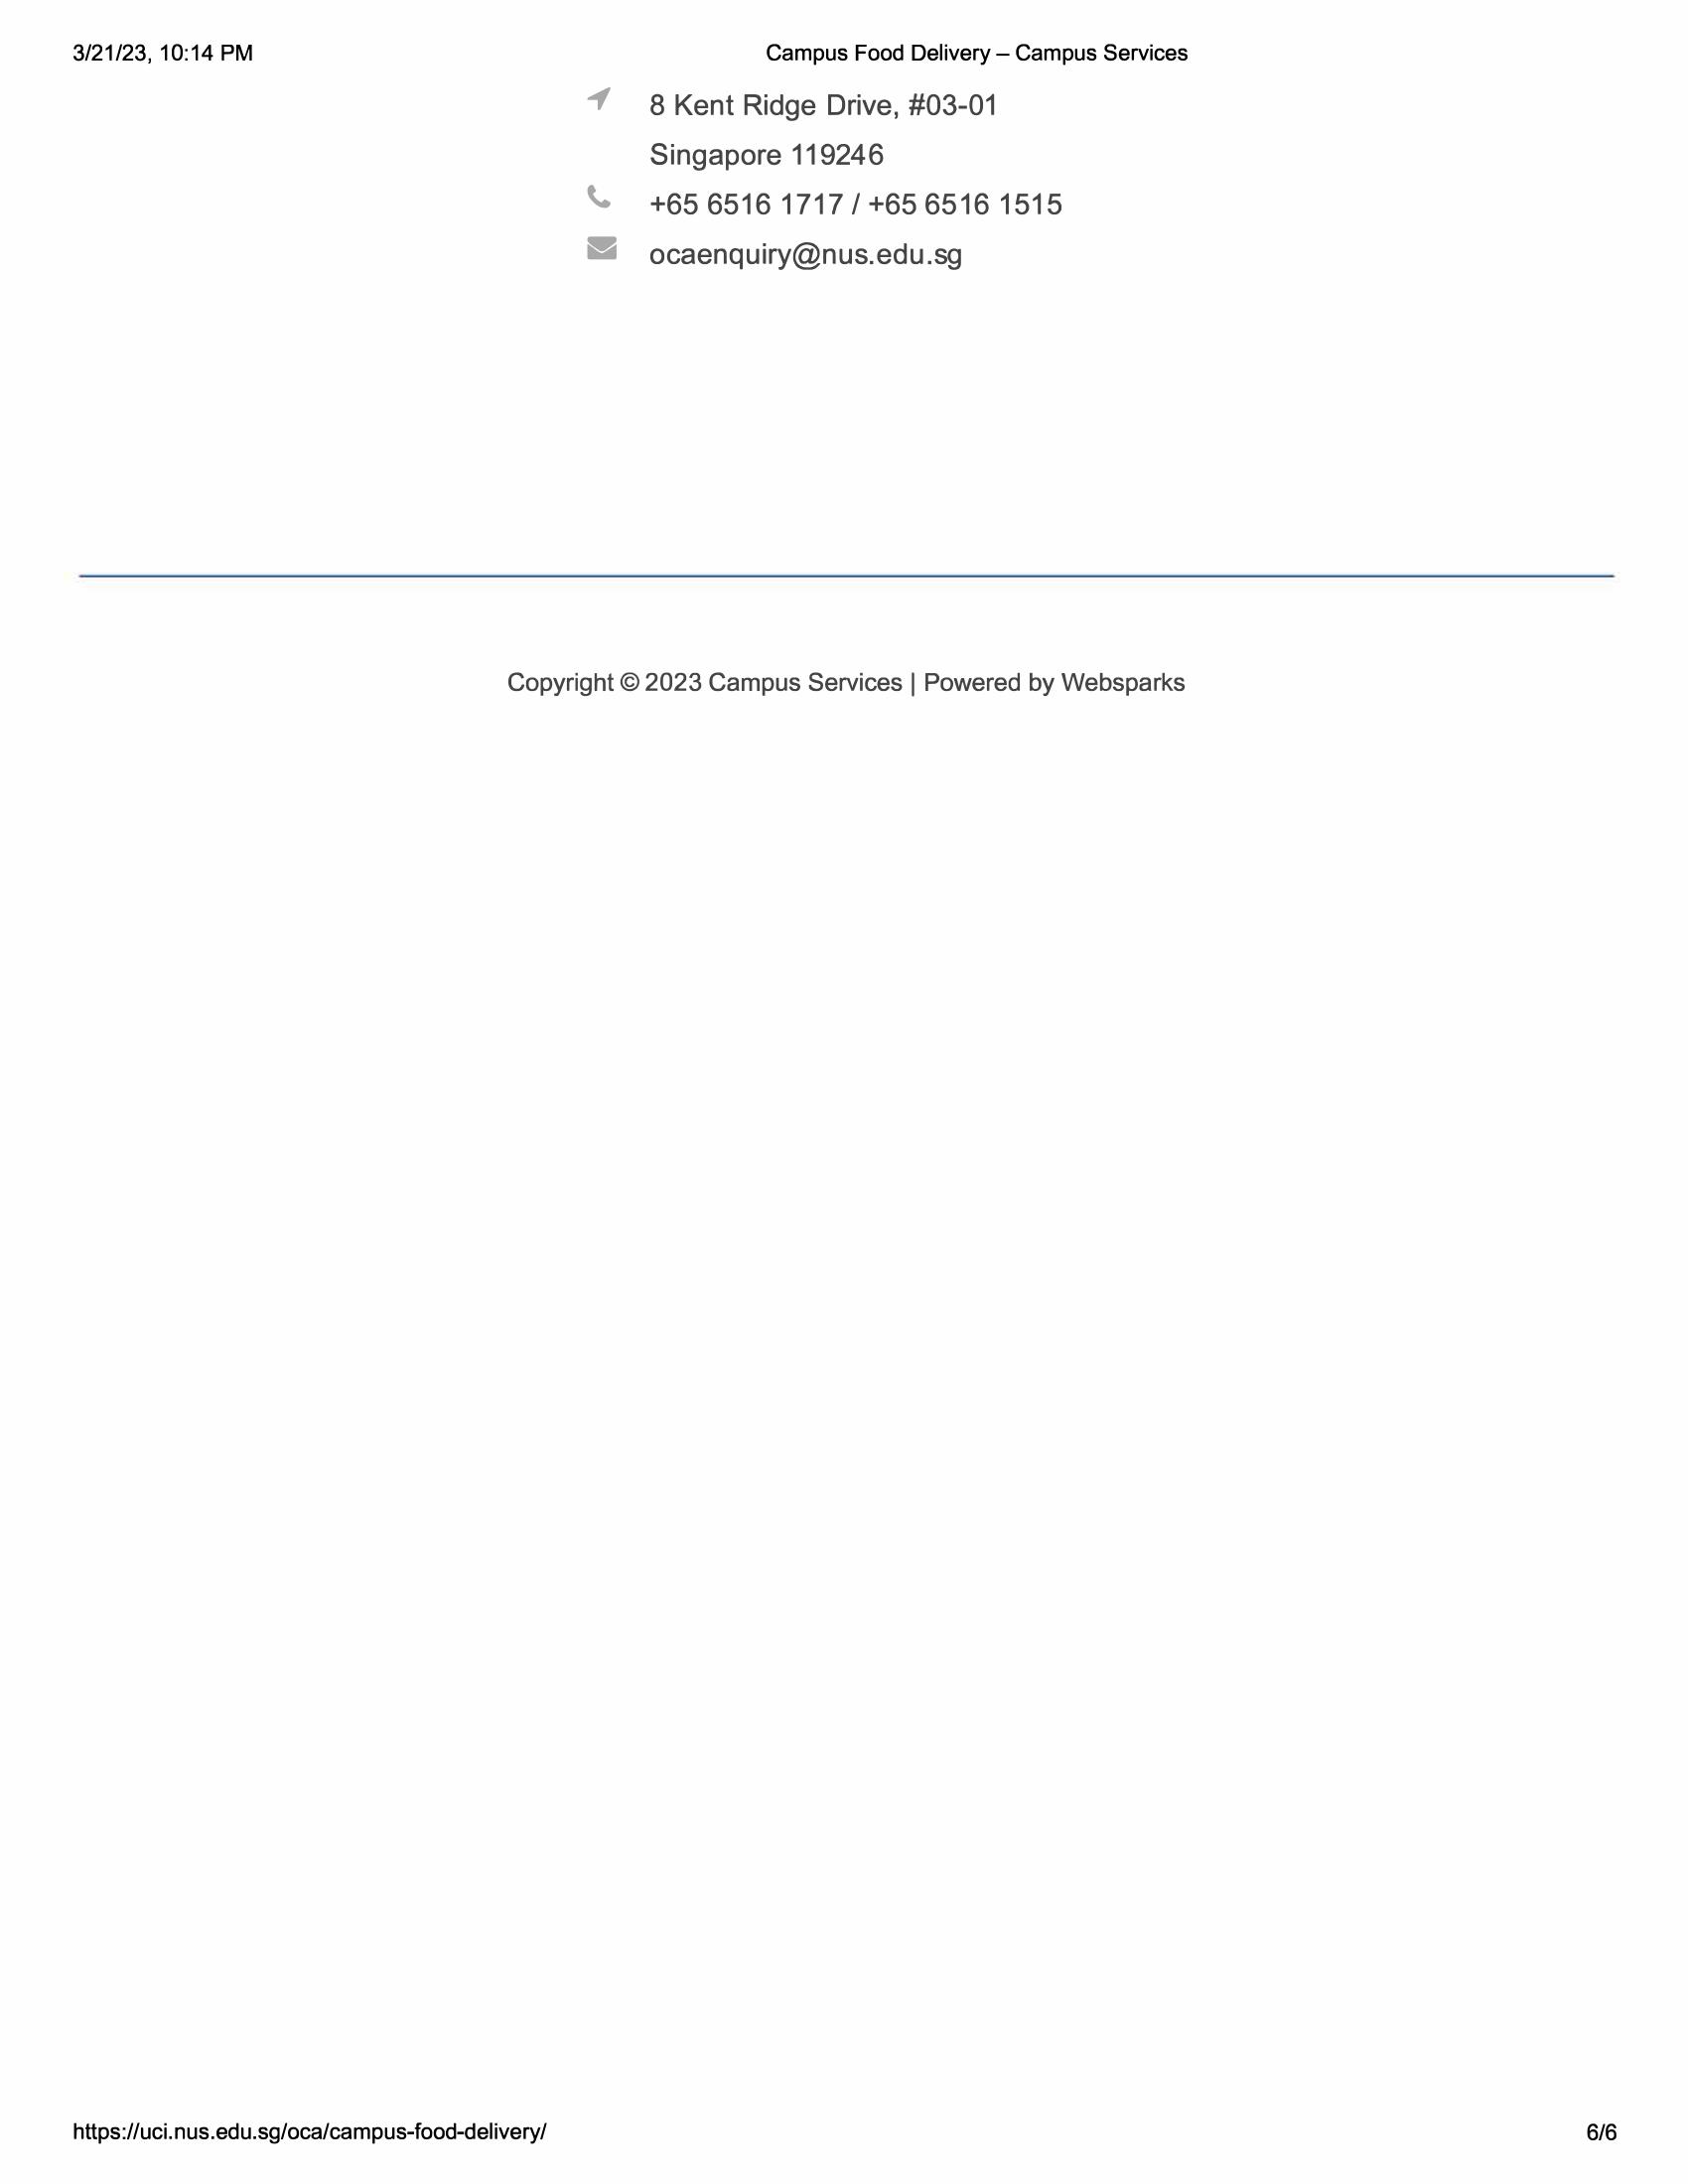 3/21/23, 10:14 PM
Campus Food Delivery – Campus Services
8 Kent Ridge Drive, #03-01
Singapore 119246
+65 6516 1717 / +65 6516 1515
ocaenquiry@nus.edu.sg
Copyright © 2023 Campus Services | Powered by Websparks
https://uci.nus.edu.sg/oca/campus-food-delivery/
6/6